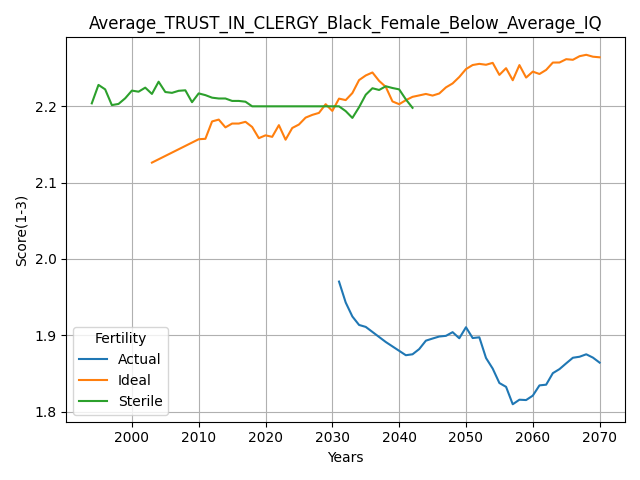 Average_TRUST_IN_CLERGY_Black_Female_Below_Average_IQ
Score(1-3)
2.2
2.1
2.0
1.9
1.8
Fertility
Actual
Ideal
Sterile
2000 2010 2020 2030 2040 2050 2060 2070
Years